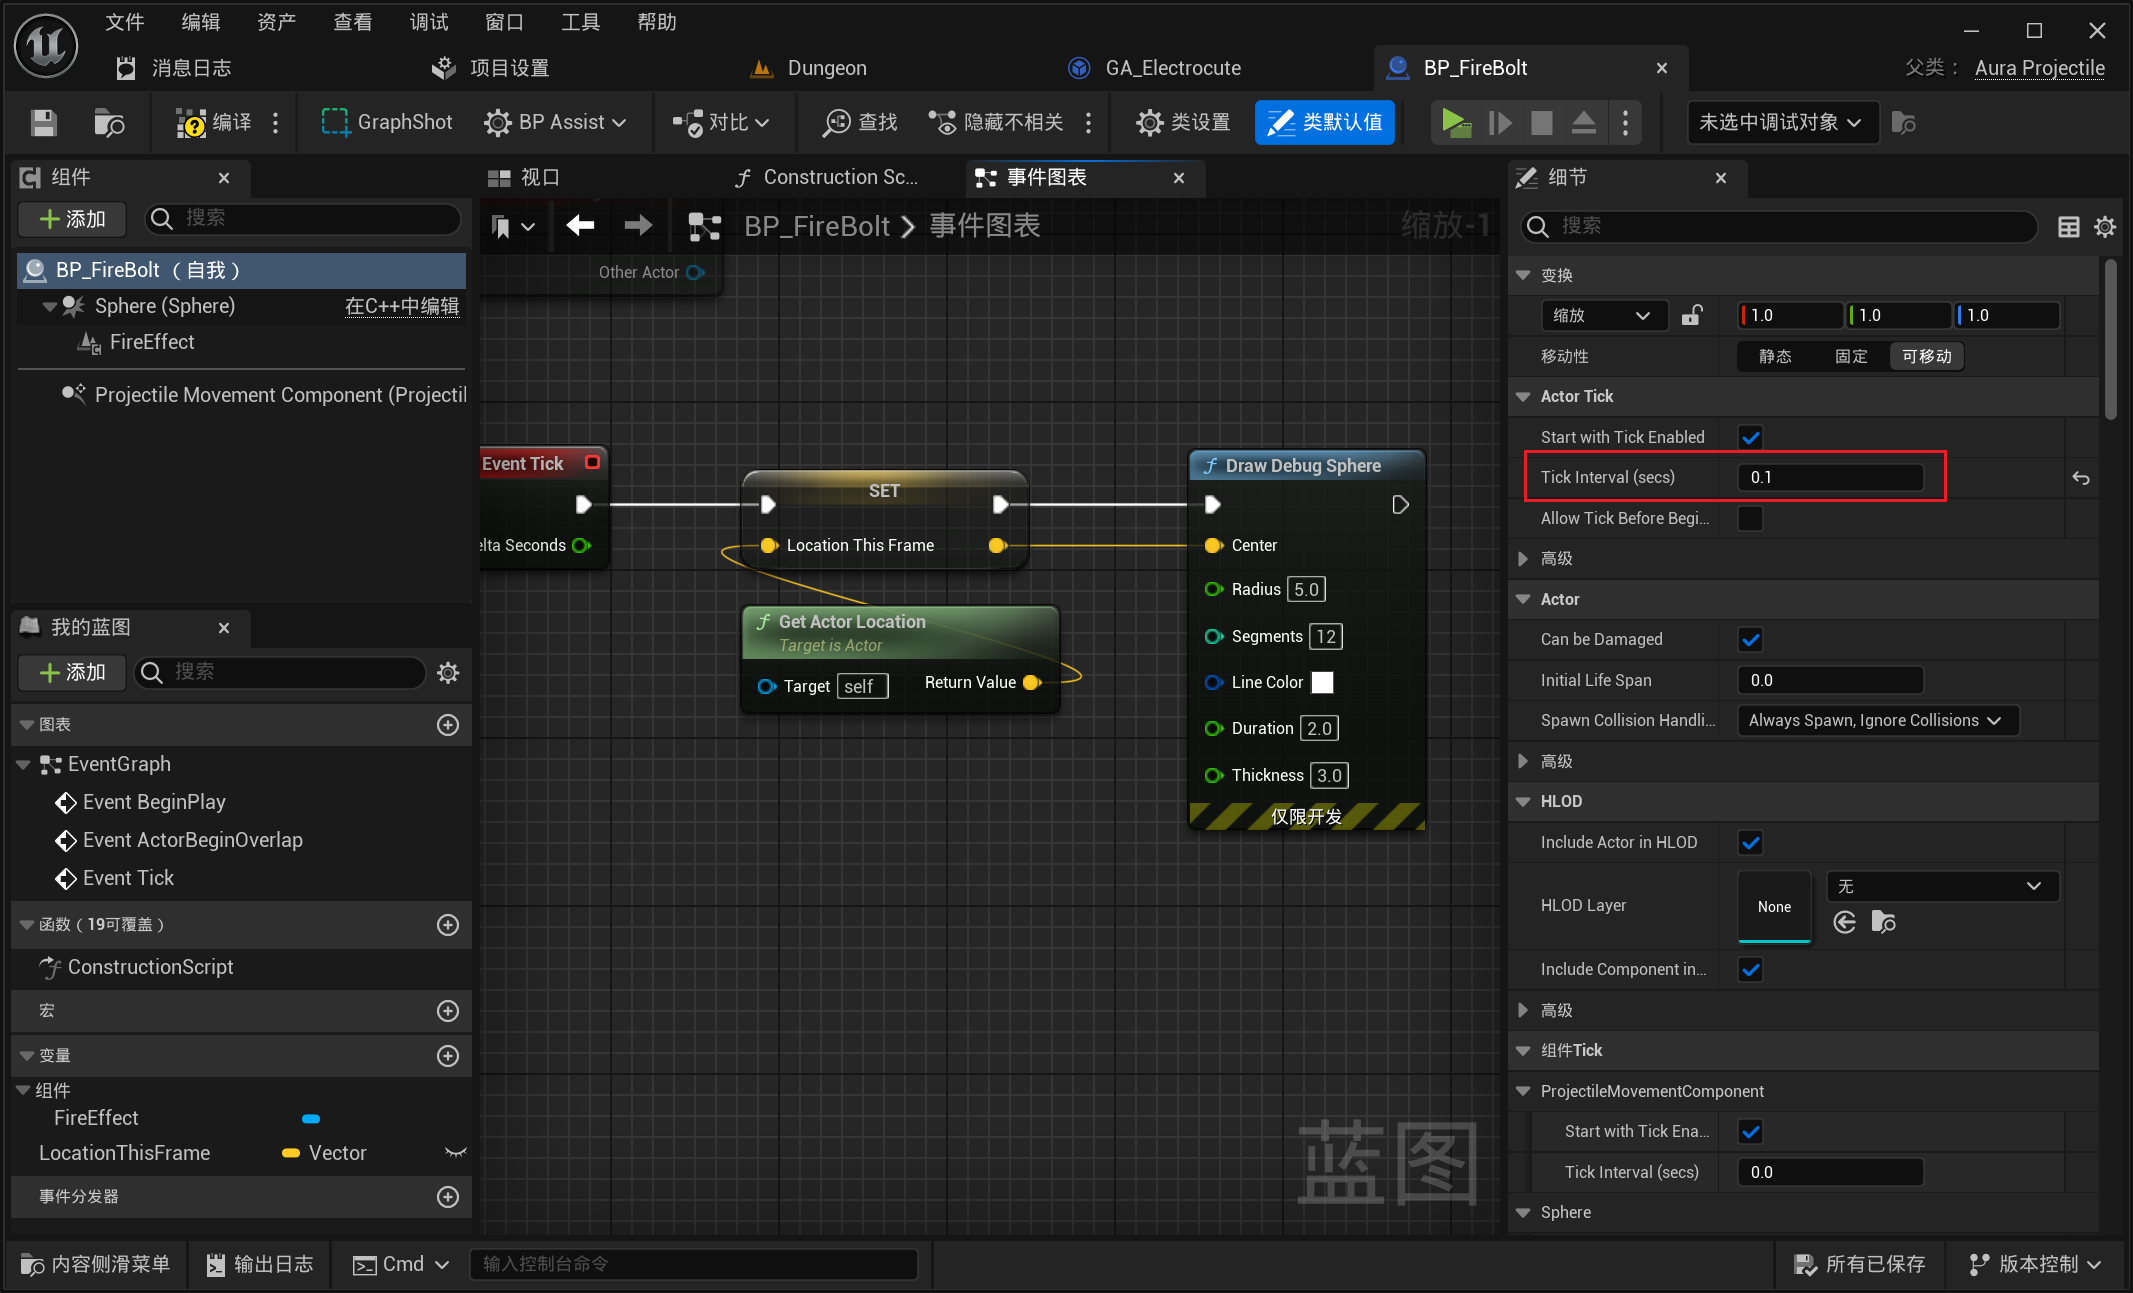 文件 编辑 资产 查看 调试 窗口 工具 帮助
消息日志 项目设置 Dungeon GA_Electrocute BP_FireBolt 父类： Aura Projectile
编译 GraphShot BP Assist 对比 查找 隐藏不相关 类设置 类默认值 未选中调试对象
组件
添加 搜索
BP_FireBolt （自我）
Sphere (Sphere) 在C++中编辑
FireEffect
Projectile Movement Component (Projectil
我的蓝图
添加 搜索
图表
EventGraph
Event BeginPlay
Event ActorBeginOverlap
Event Tick
函数（19可覆盖）
ConstructionScript
宏
变量
组件
FireEffect
LocationThisFrame Vector
事件分发器
视口 Construction Sc... 事件图表
BP_FireBolt 事件图表 缩放-1
Other Actor
Event Tick
elta Seconds
SET
Location This Frame
Get Actor Location
Target is Actor
Target self Return Value
Draw Debug Sphere
Center
Radius 5.0
Segments 12
Line Color
Duration 2.0
Thickness 3.0
仅限开发
蓝图
细节
搜索
变换
缩放 1.0 1.0 1.0
移动性 静态 固定 可移动
Actor Tick
Start with Tick Enabled
Tick Interval (secs) 0.1
Allow Tick Before Begi...
高级
Actor
Can be Damaged
Initial Life Span 0.0
Spawn Collision Handli... Always Spawn, Ignore Collisions
高级
HLOD
Include Actor in HLOD
HLOD Layer None 无
Include Component in...
高级
组件Tick
ProjectileMovementComponent
Start with Tick Ena...
Tick Interval (secs) 0.0
Sphere
内容侧滑菜单 输出日志 Cmd 输入控制台命令 所有已保存 版本控制